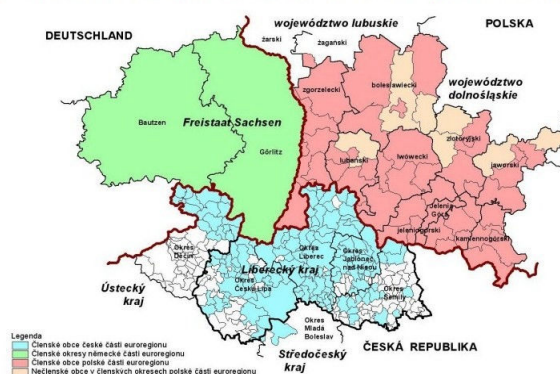 DEUTSCHLAND
województwo lubuskie
POLSKA
żarski
żagański
zgorzelecki
bolesławiecki
województwo
dolnośląskie
Bautzen
Freistaat Sachsen
Görlitz
złotoryjski
lubański
lwówecki
jaworski
Jelenia
Góra
jeleniogórski
kamiennogórski
Okres
Děčín
Ústecký
kraj
Liberecký kraj
Okres
Liberec
Okres
Česká Lípa
Okres
Jablonec
nad Nisou
Okres
Semily
Okres
Mladá
Boleslav
Středočeský
kraj
ČESKÁ REPUBLIKA
Legenda
Členské obce české části euroregionu
Členské okresy německé části euroregionu
Členské obce polské části euroregionu
Nečlenské obce v členských okresech polské části euroregionu